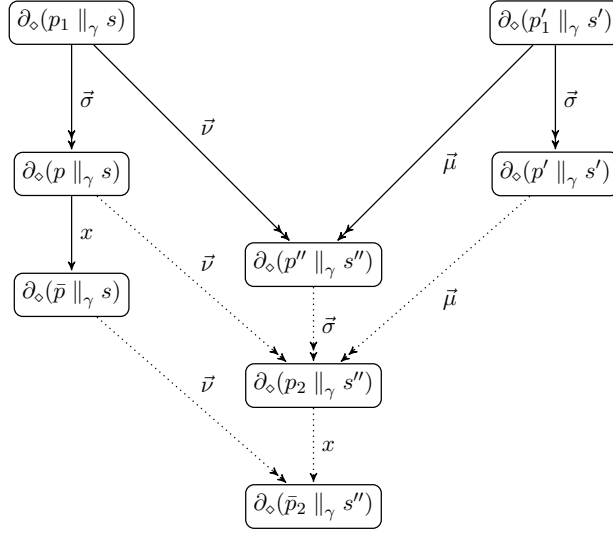 ∂⋄(p₁ ∥ᵧ s) ∂⋄(p′₁ ∥ᵧ s′)
σ⃗ ν⃗ μ⃗ σ⃗
∂⋄(p ∥ᵧ s) ∂⋄(p′ ∥ᵧ s′)
x
ν⃗ ∂⋄(p″ ∥ᵧ s″) μ⃗
∂⋄(p̄ ∥ᵧ s)
σ⃗
ν⃗ ∂⋄(p₂ ∥ᵧ s″)
x
∂⋄(p̄₂ ∥ᵧ s″)